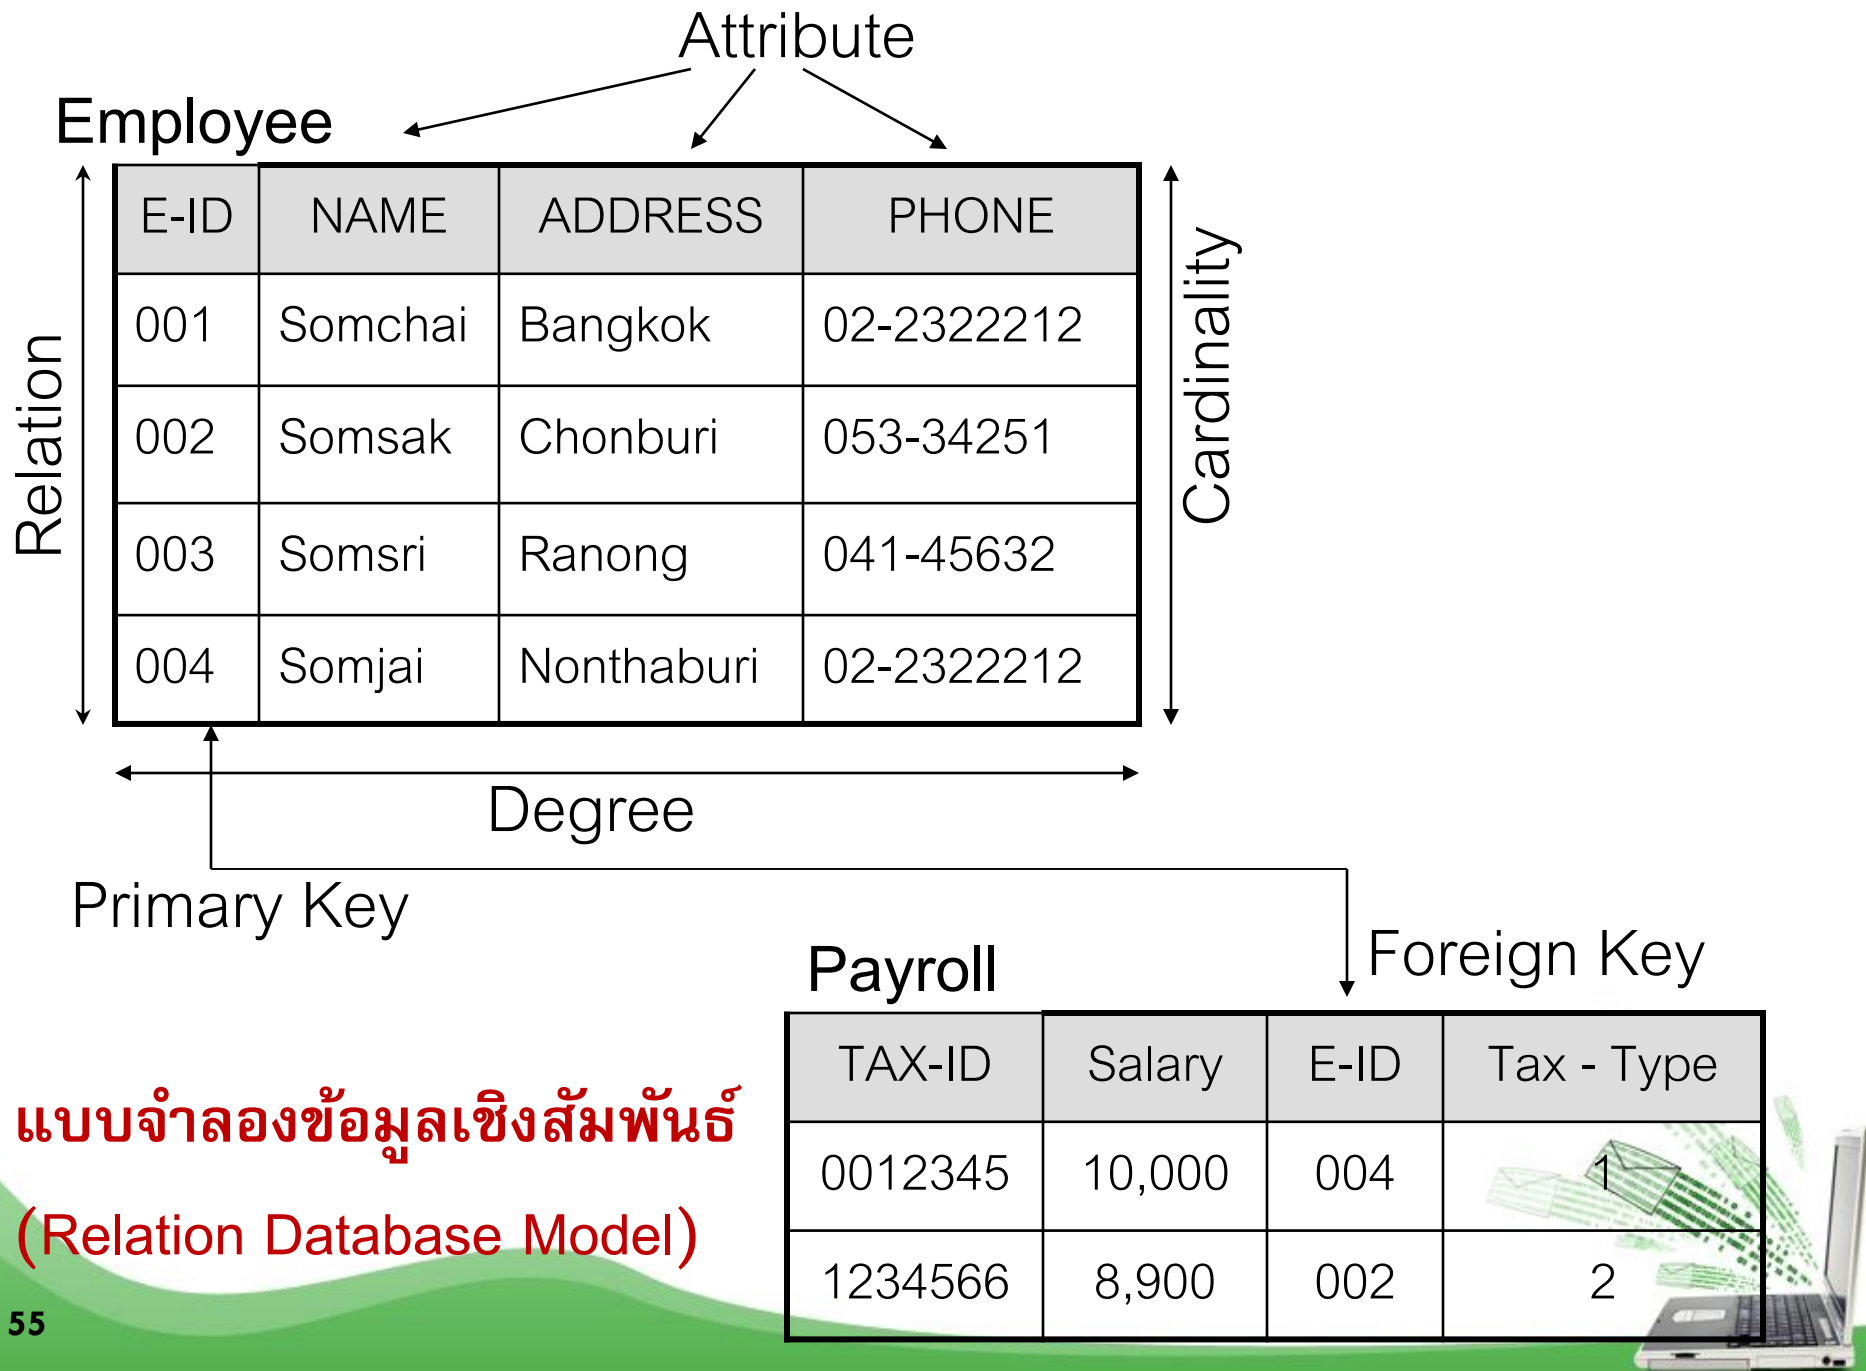 Attribute
Employee
E-ID NAME ADDRESS PHONE
001 Somchai Bangkok 02-2322212
002 Somsak Chonburi 053-34251
003 Somsri Ranong 041-45632
004 Somjai Nonthaburi 02-2322212
Relation
Cardinality
Degree
Primary Key
Foreign Key
Payroll
TAX-ID Salary E-ID Tax - Type
0012345 10,000 004 1
1234566 8,900 002 2
แบบจำลองข้อมูลเชิงสัมพันธ์
(Relation Database Model)
55